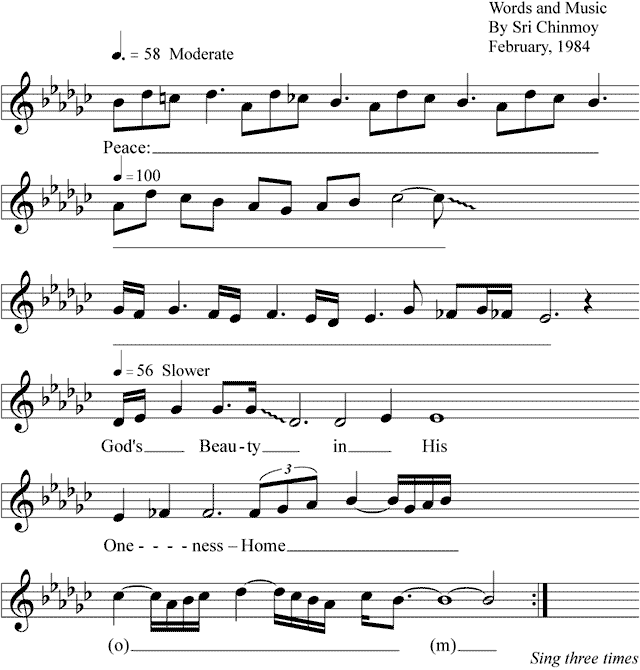 Words and Music
By Sri Chinmoy
February, 1984
♩. = 58 Moderate
Peace:
♩ = 100
♩ = 56 Slower
God's Beau-ty in His
3
One- - - - -ness – Home
(o) (m)
Sing three times